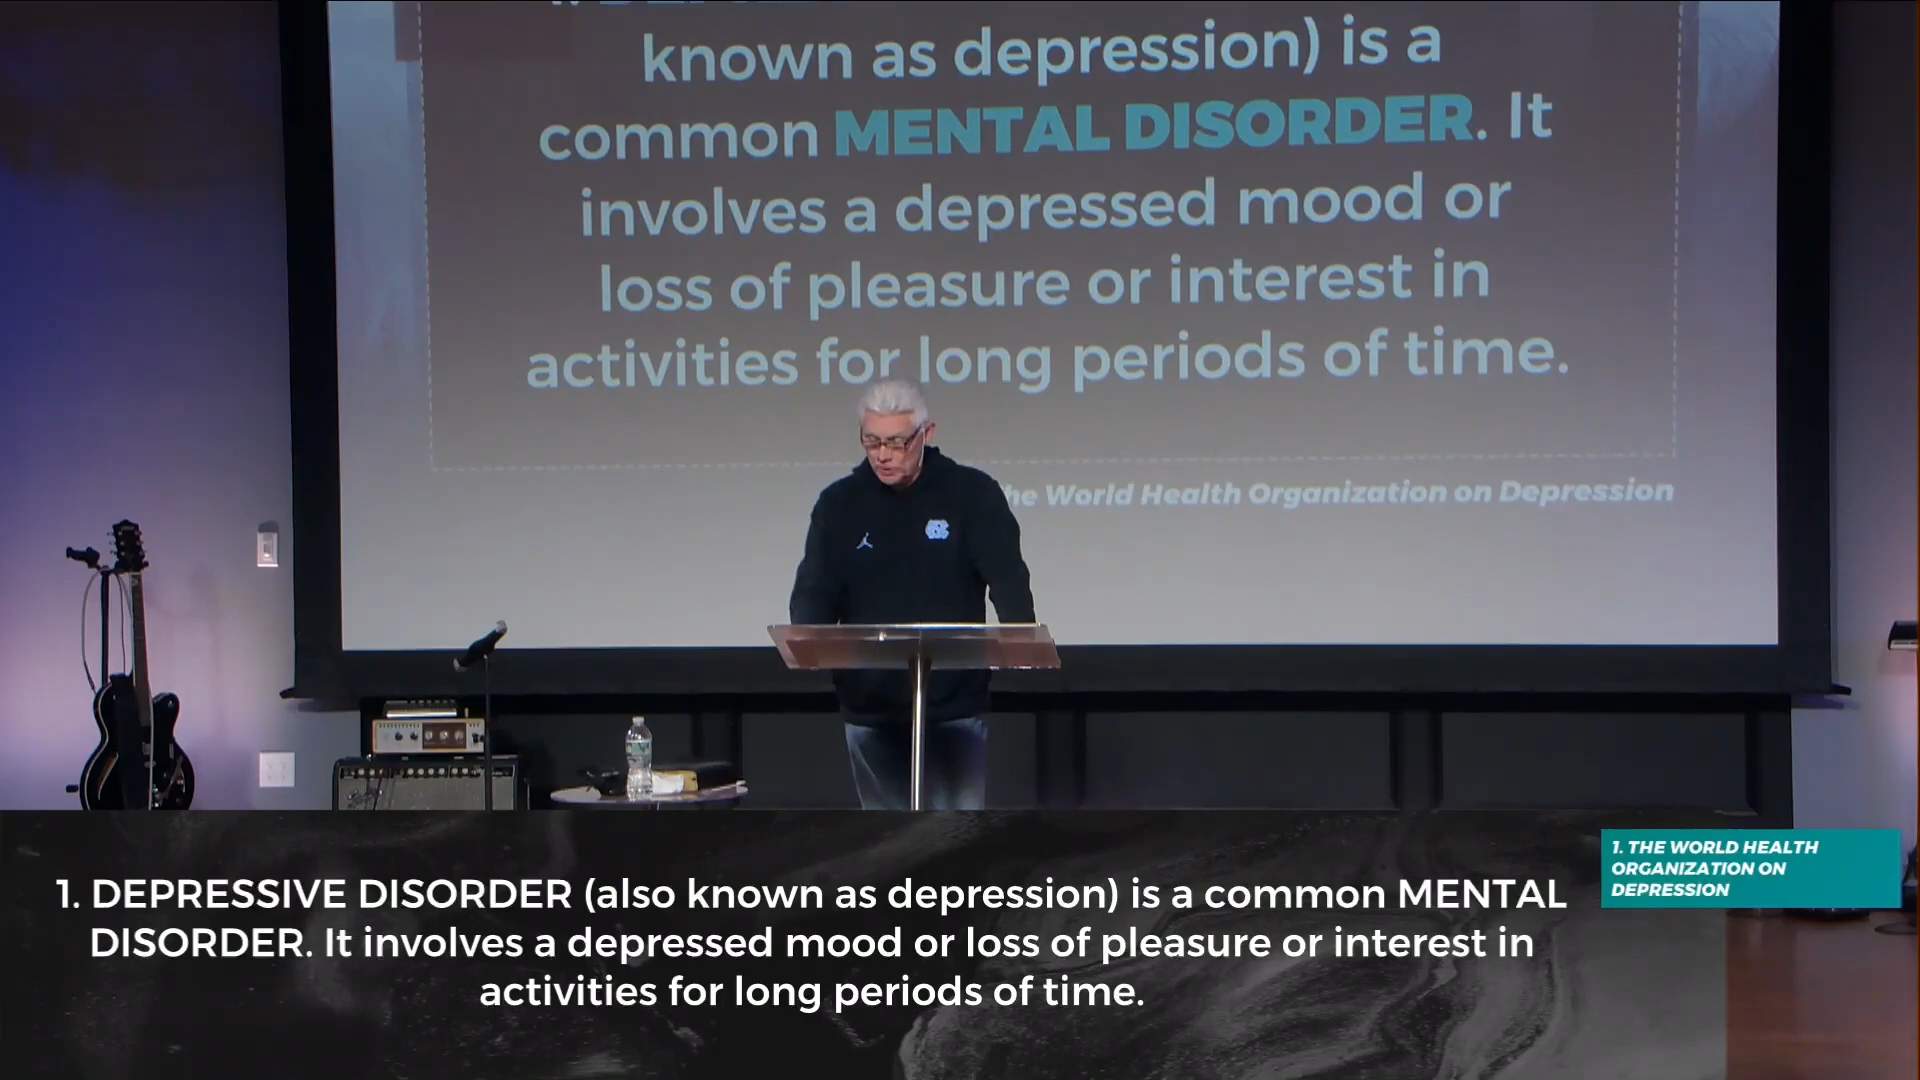 known as depression) is a
common MENTAL DISORDER. It
involves a depressed mood or
loss of pleasure or interest in
activities for long periods of time.
he World Health Organization on Depression
1. THE WORLD HEALTH
ORGANIZATION ON
DEPRESSION
1. DEPRESSIVE DISORDER (also known as depression) is a common MENTAL
DISORDER. It involves a depressed mood or loss of pleasure or interest in
activities for long periods of time.